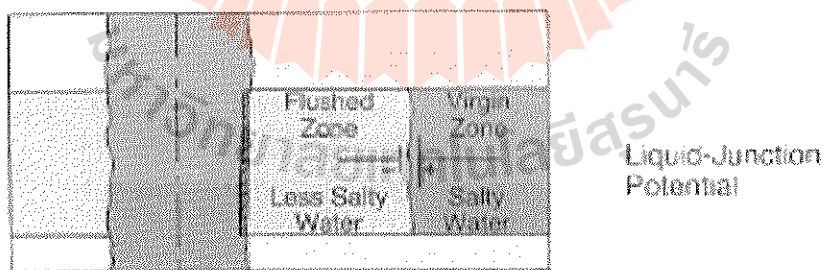 Flushed
Zone
Virgin
Zone
Less Salty
Water
Salty
Water
Liquid-Junction
Potential